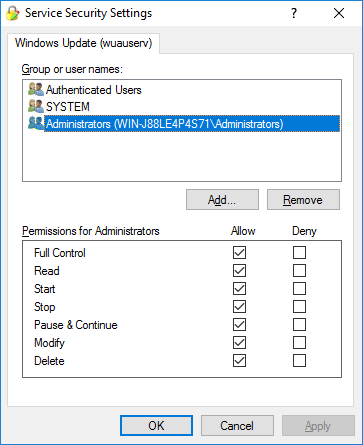 Service Security Settings
Windows Update (wuauserv)
Group or user names:
Authenticated Users
SYSTEM
Administrators (WIN-J88LE4P4S71\Administrators)
Add...
Remove
Permissions for Administrators Allow Deny
Full Control
Read
Start
Stop
Pause & Continue
Modify
Delete
OK
Cancel
Apply